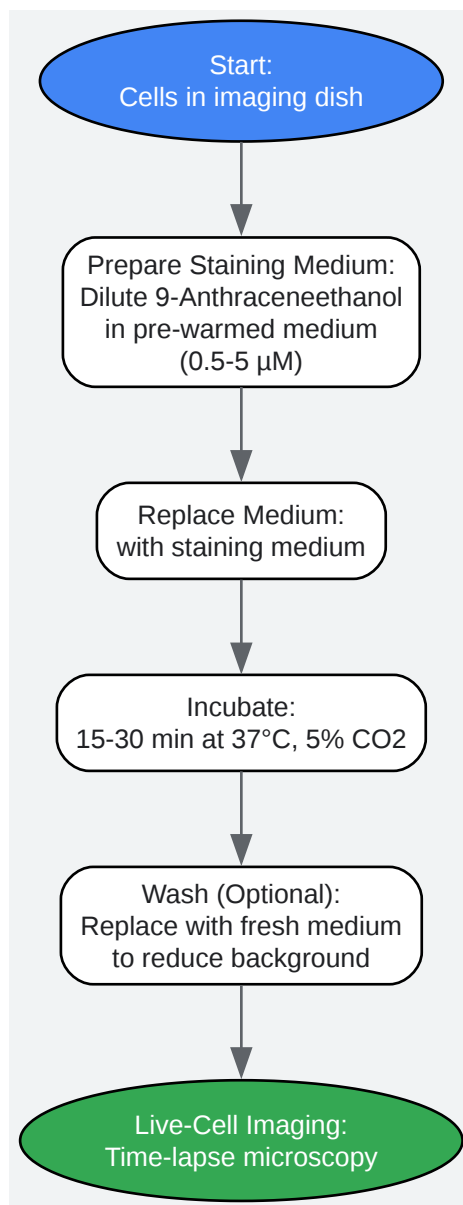 Start:
Cells in imaging dish
Prepare Staining Medium:
Dilute 9-Anthraceneethanol
in pre-warmed medium
(0.5-5 µM)
Replace Medium:
with staining medium
Incubate:
15-30 min at 37°C, 5% CO2
Wash (Optional):
Replace with fresh medium
to reduce background
Live-Cell Imaging:
Time-lapse microscopy